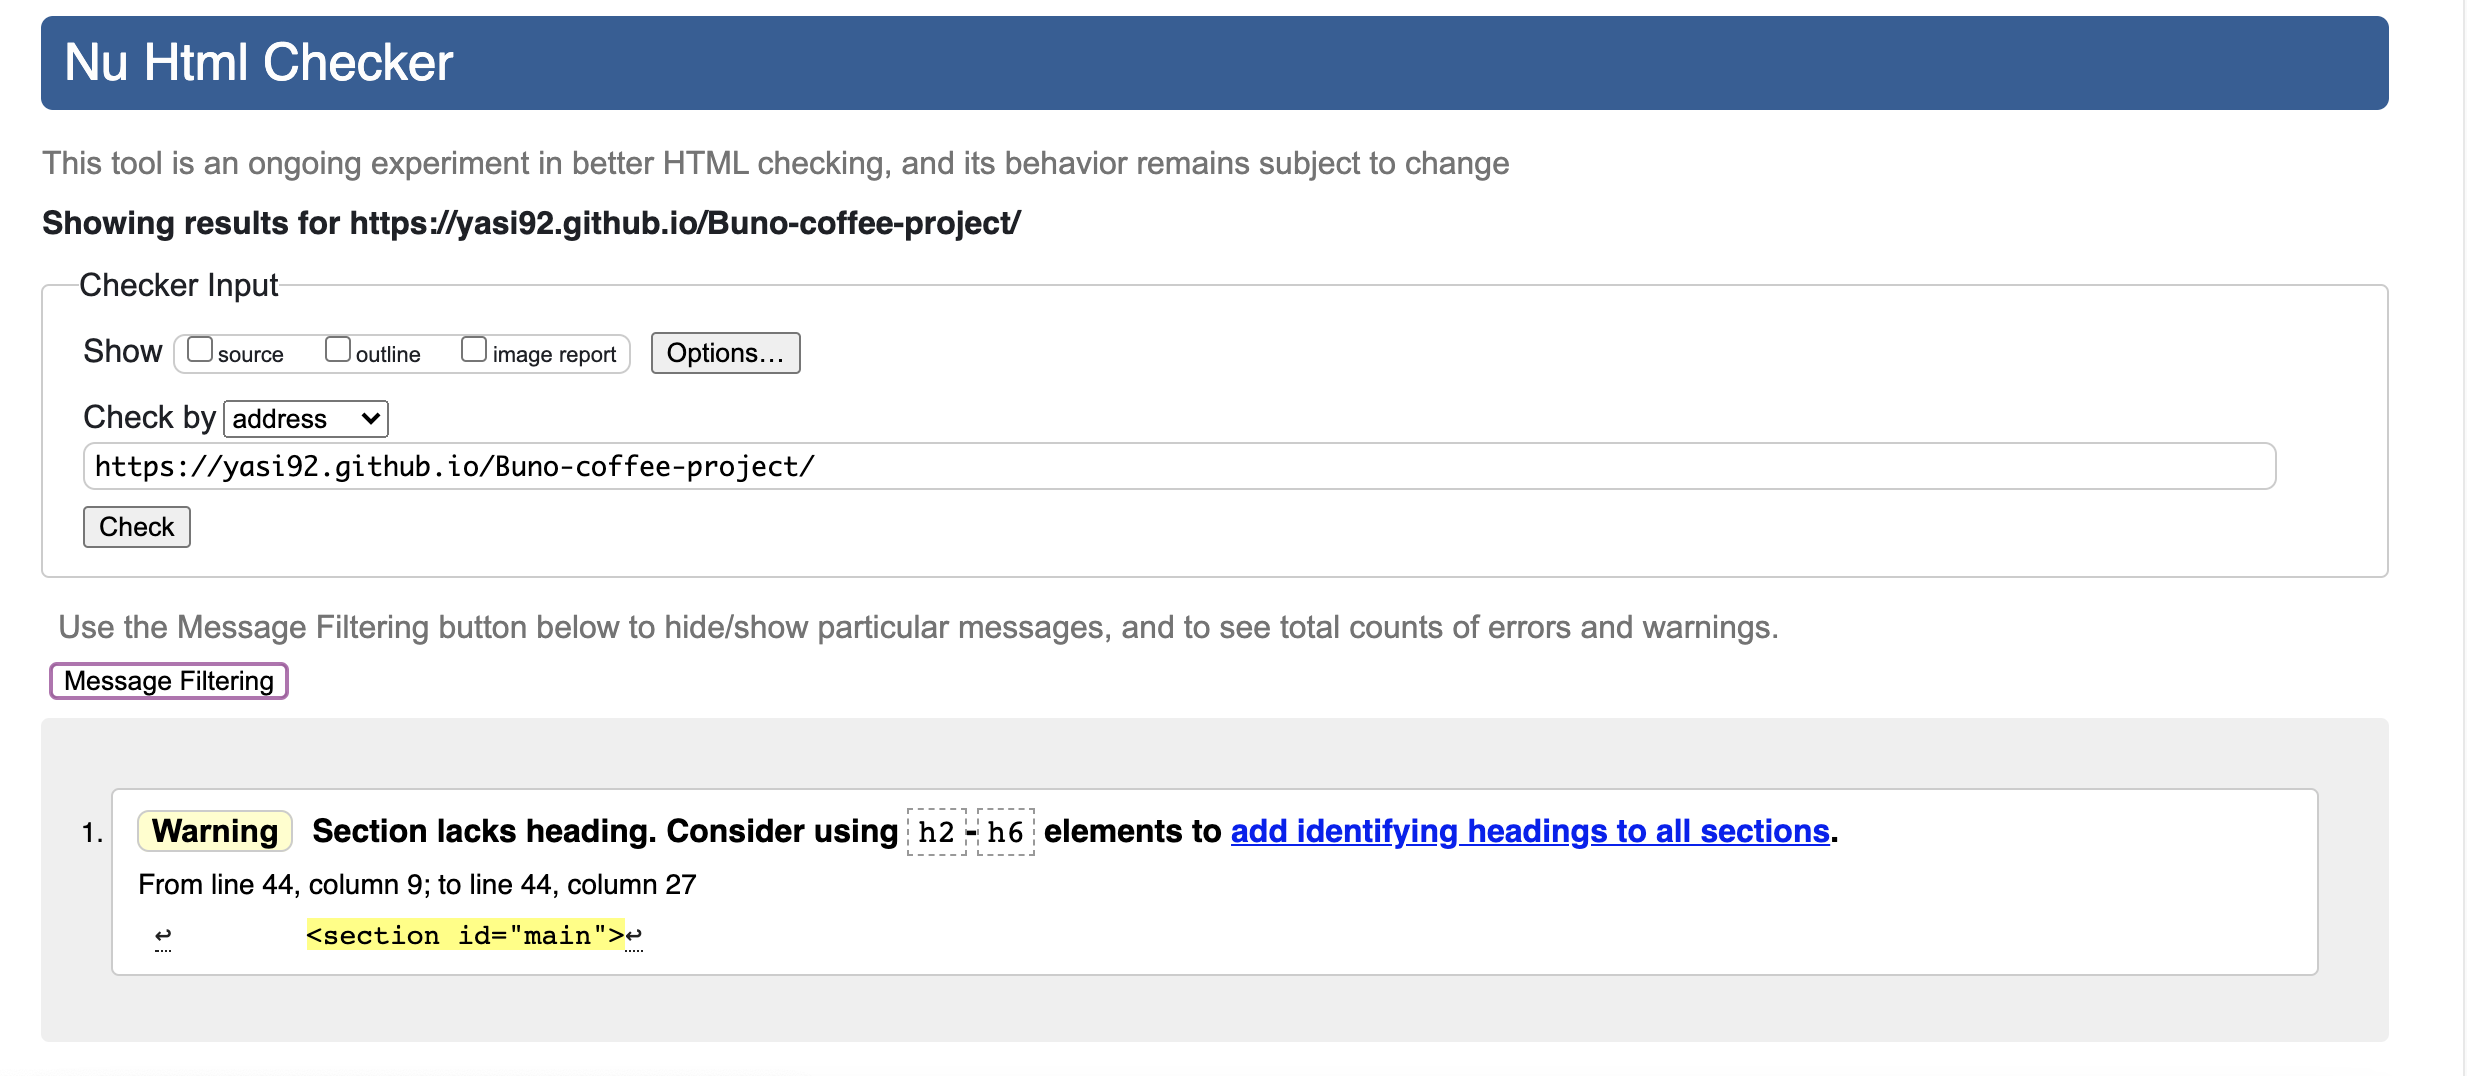 Nu Html Checker
This tool is an ongoing experiment in better HTML checking, and its behavior remains subject to change
Showing results for https://yasi92.github.io/Buno-coffee-project/
Checker Input
Show source outline image report Options...
Check by address
https://yasi92.github.io/Buno-coffee-project/
Check
Use the Message Filtering button below to hide/show particular messages, and to see total counts of errors and warnings.
Message Filtering
1. Warning Section lacks heading. Consider using h2-h6 elements to add identifying headings to all sections.
From line 44, column 9; to line 44, column 27
↩ <section id="main">↩